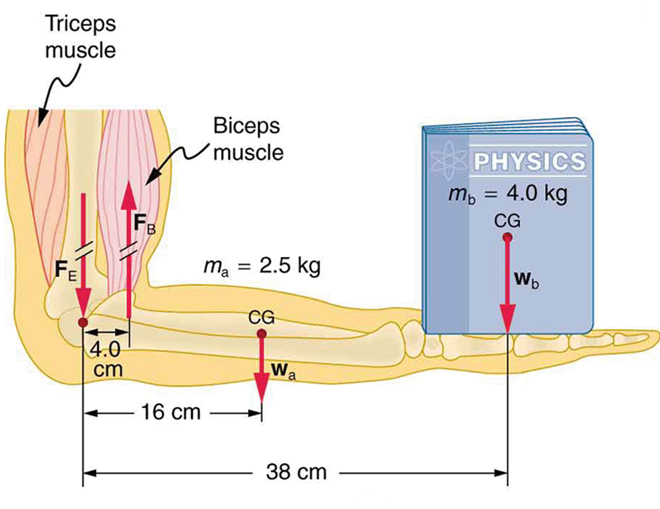 Triceps
muscle
Biceps
muscle
PHYSICS
m_b = 4.0 kg
CG
F_B
F_E
w_b
m_a = 2.5 kg
CG
4.0
cm
w_a
16 cm
38 cm